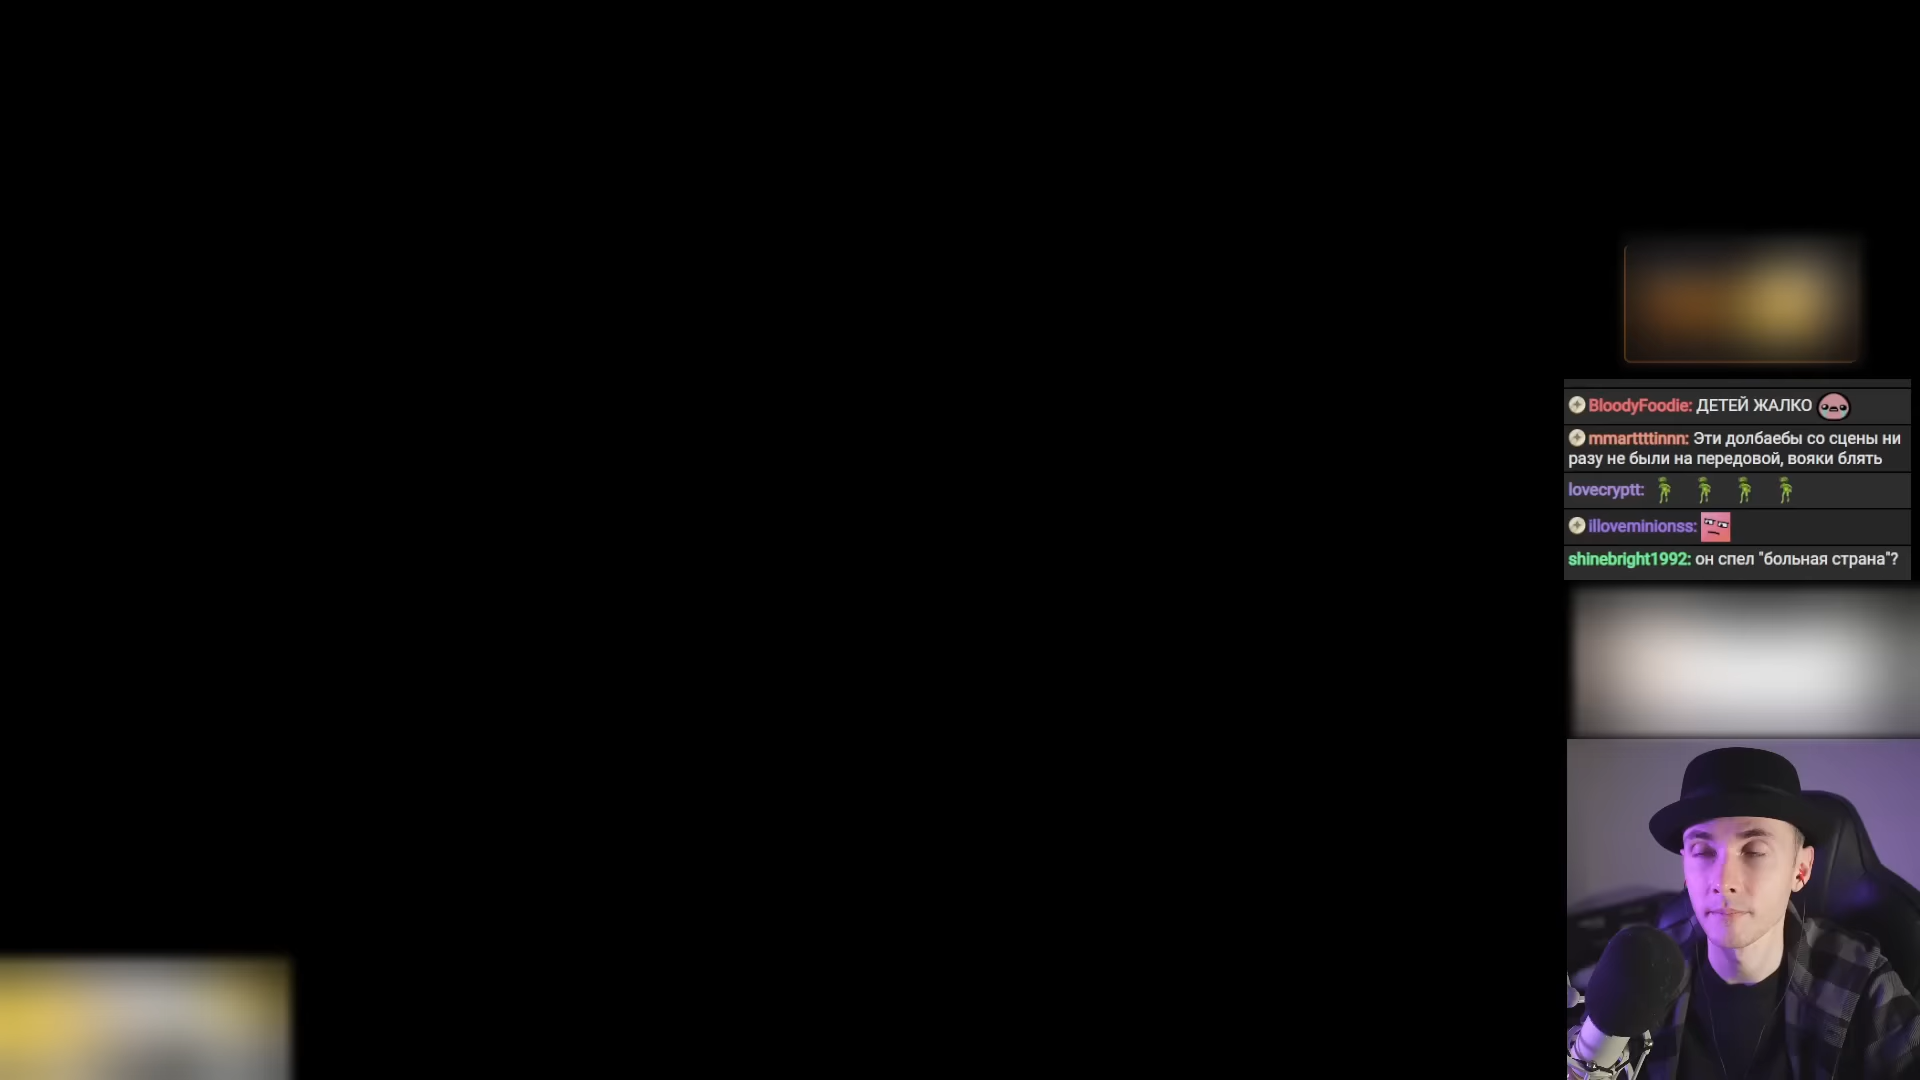 BloodyFoodie: ДЕТЕЙ ЖАЛКО
mmarttttinnn: Эти долбаебы со сцены ни
разу не были на передовой, вояки блять
lovecryptt:
illoveminionss:
shinebright1992: он спел "больная страна"?